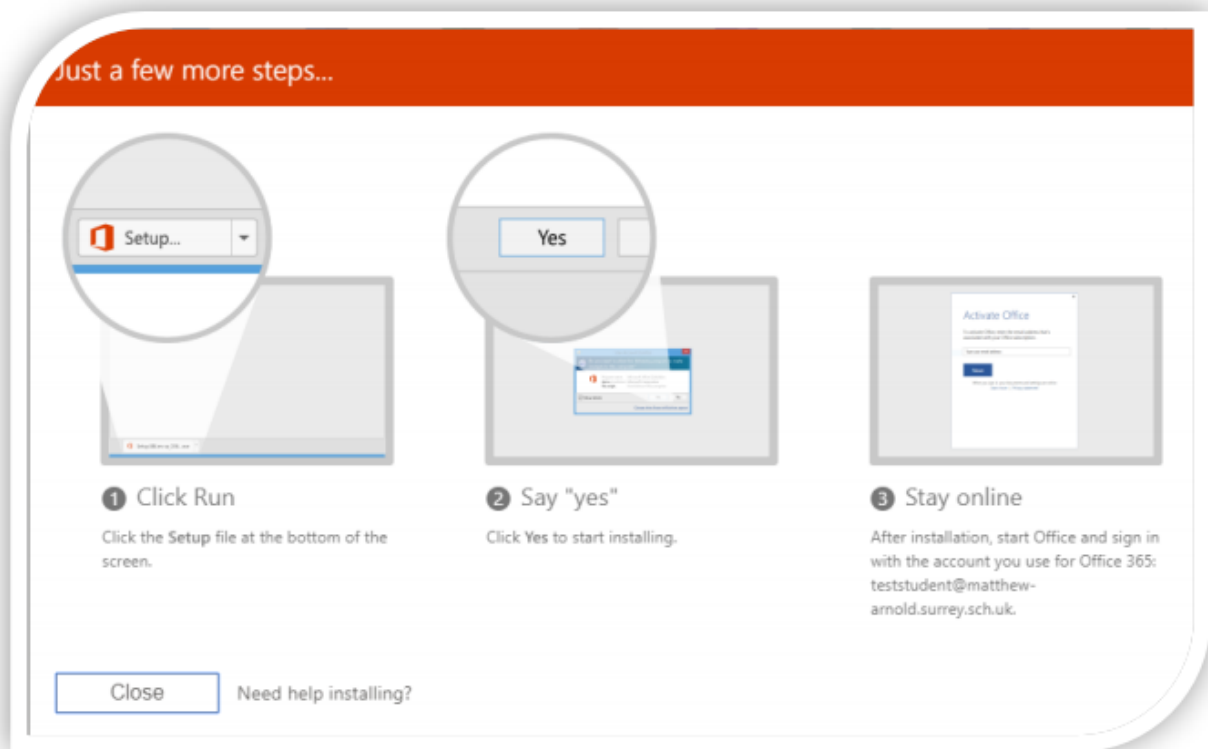 Just a few more steps...
Setup...
Yes
Activate Office
1 Click Run
Click the Setup file at the bottom of the
screen.
2 Say "yes"
Click Yes to start installing.
3 Stay online
After installation, start Office and sign in
with the account you use for Office 365:
teststudent@matthew-
arnold.surrey.sch.uk.
Close
Need help installing?